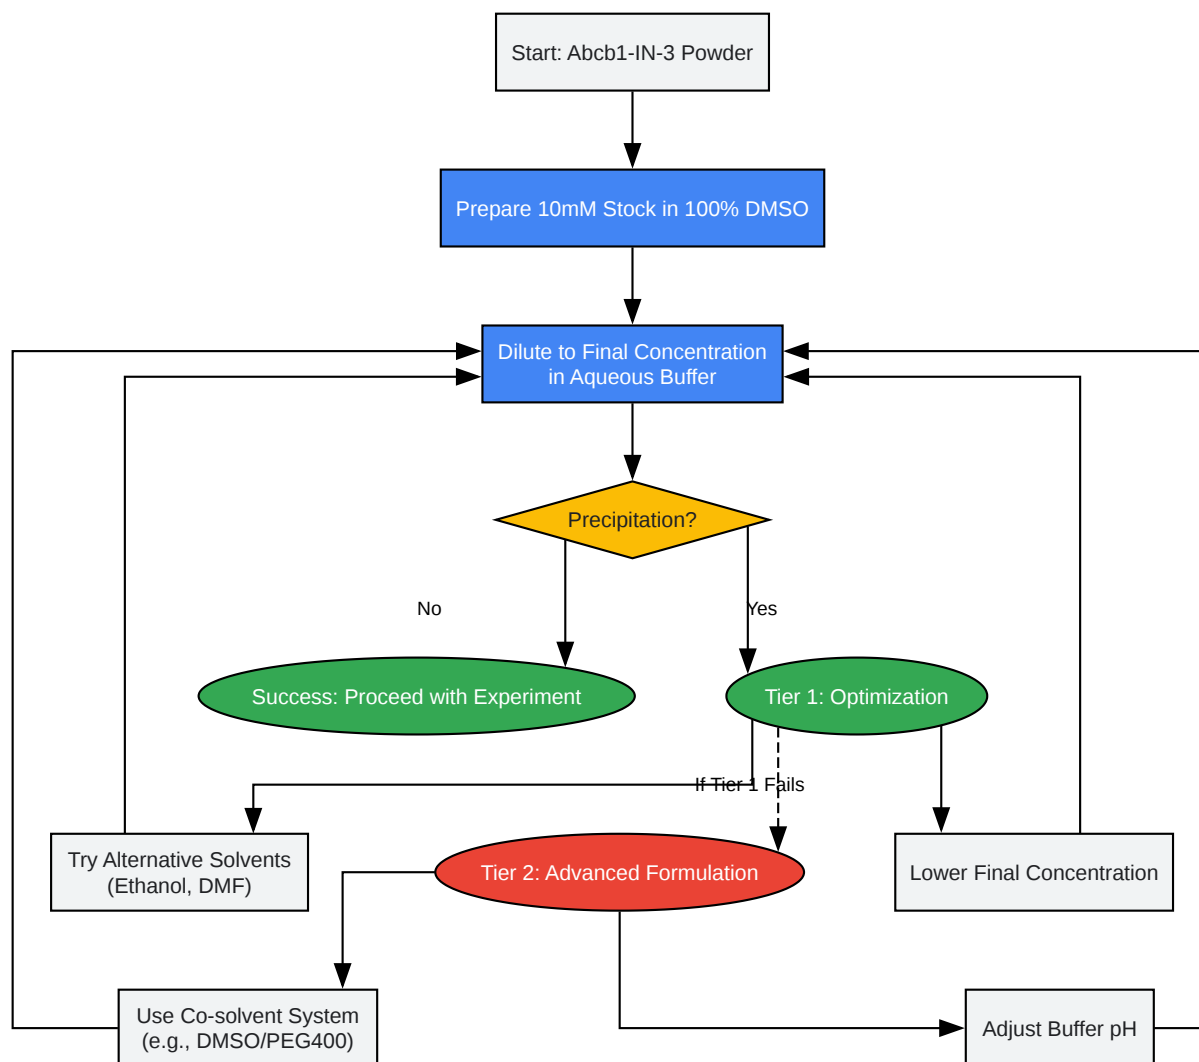 Start: Abcb1-IN-3 Powder
Prepare 10mM Stock in 100% DMSO
Dilute to Final Concentration
in Aqueous Buffer
Precipitation?
No
Yes
Success: Proceed with Experiment
Tier 1: Optimization
If Tier 1 Fails
Try Alternative Solvents
(Ethanol, DMF)
Tier 2: Advanced Formulation
Lower Final Concentration
Use Co-solvent System
(e.g., DMSO/PEG400)
Adjust Buffer pH